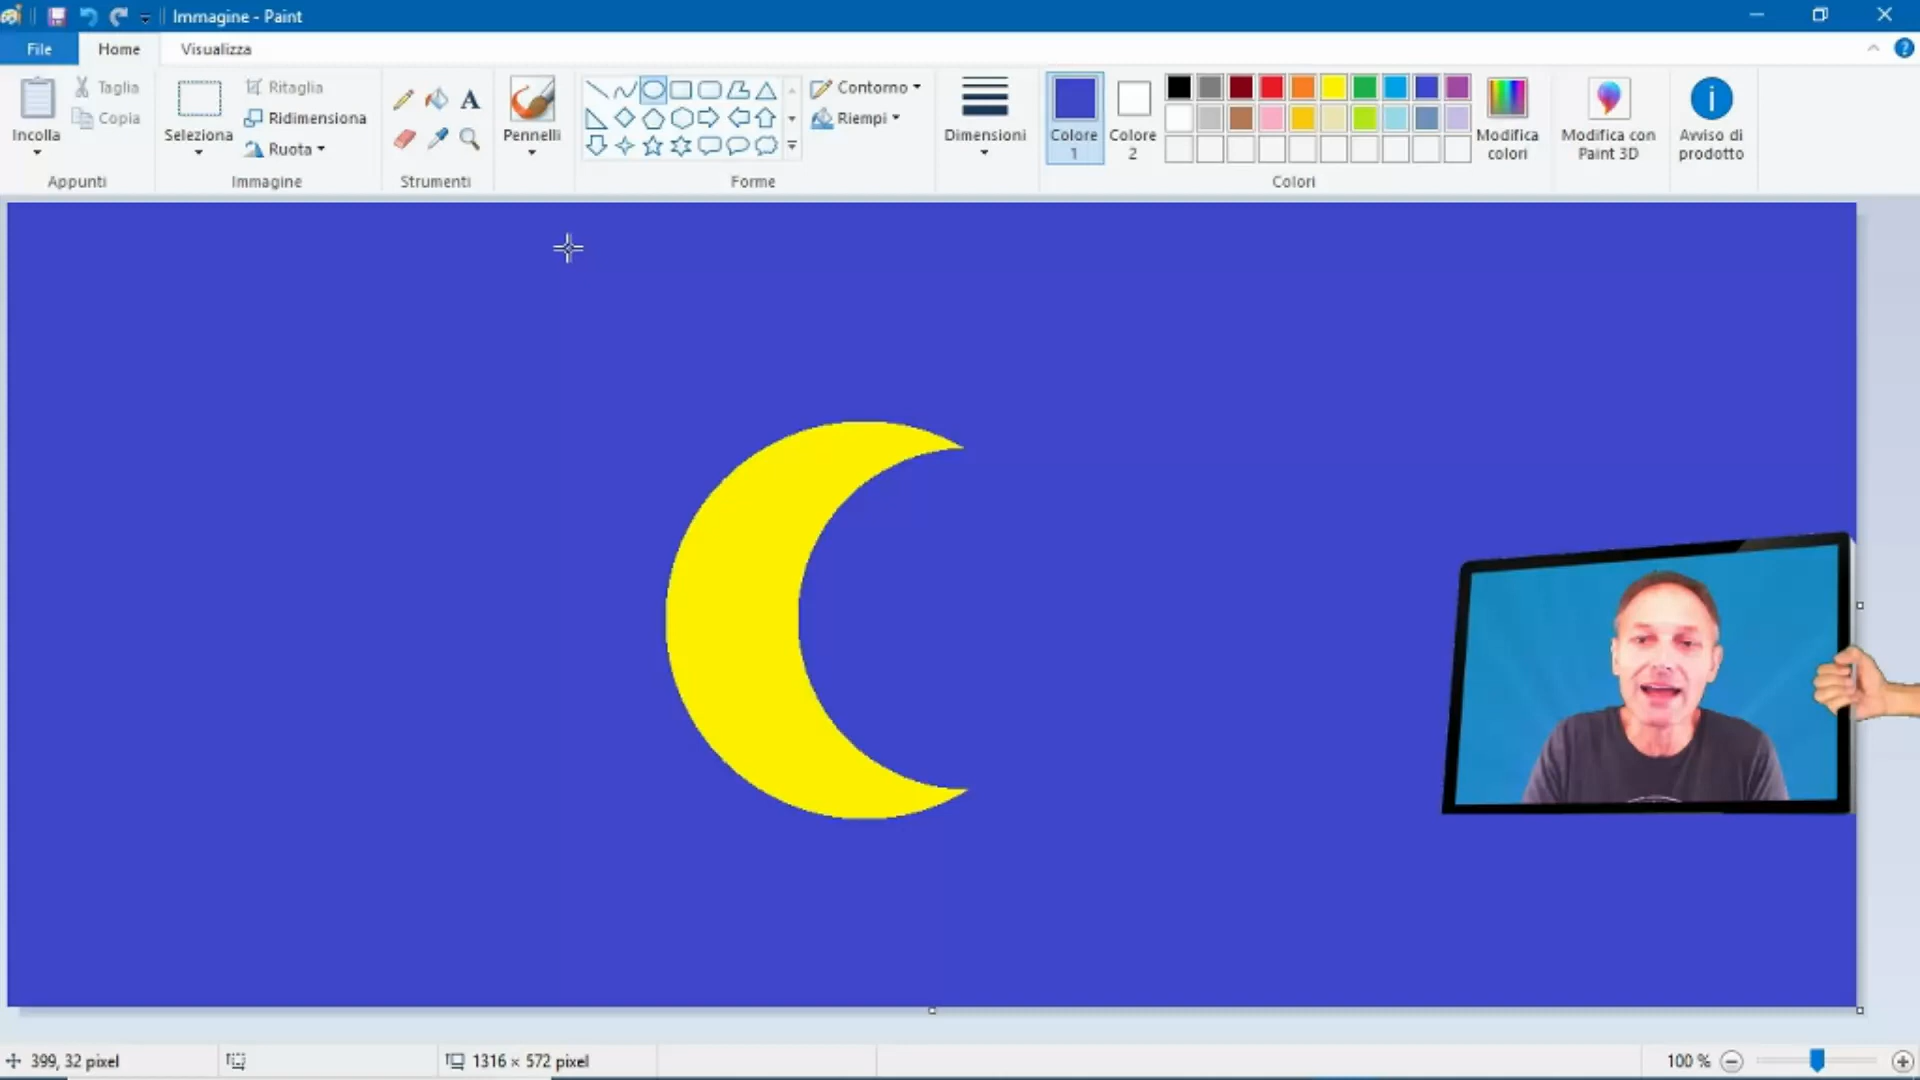 Immagine - Paint
File Home Visualizza
Incolla
Taglia
Copia
Appunti
Seleziona
Ritaglia
Ridimensiona
Ruota
Immagine
A
Strumenti
Pennelli
Contorno
Riempi
Forme
Dimensioni
Colore
1
Colore
2
Modifica
colori
Colori
Modifica con
Paint 3D
Avviso di
prodotto
399, 32 pixel
1316 × 572 pixel
100 %